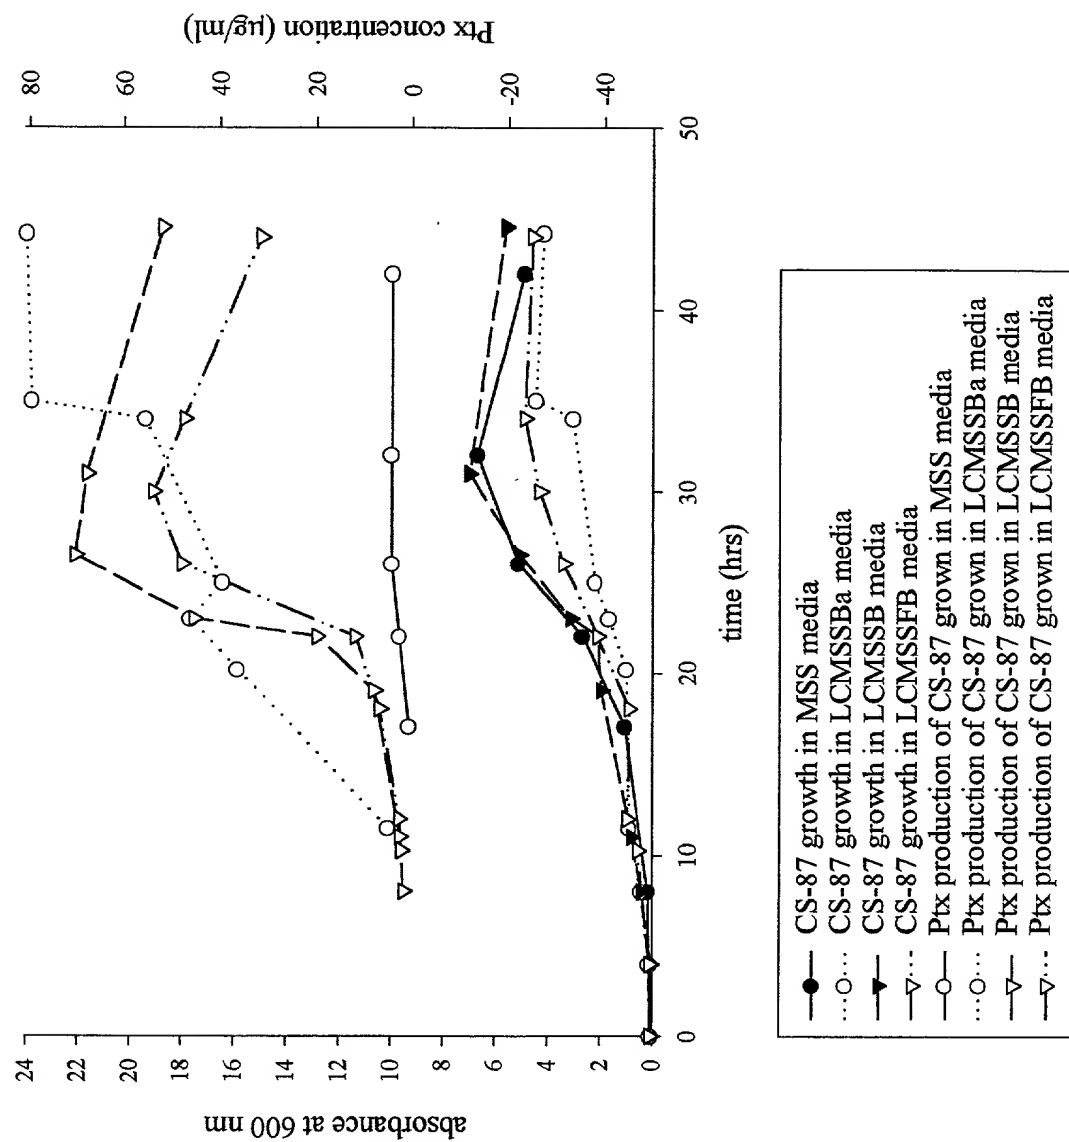 absorbance at 600 nm
24
22
20
18
16
14
12
10
8
6
4
2
0
0
10
20
30
40
50
time (hrs)
Ptx concentration (µg/ml)
80
60
40
20
0
-20
-40
CS-87 growth in MSS media
CS-87 growth in LCMSSBa media
CS-87 growth in LCMSSB media
CS-87 growth in LCMSSFB media
Ptx production of CS-87 grown in MSS media
Ptx production of CS-87 grown in LCMSSBa media
Ptx production of CS-87 grown in LCMSSB media
Ptx production of CS-87 grown in LCMSSFB media